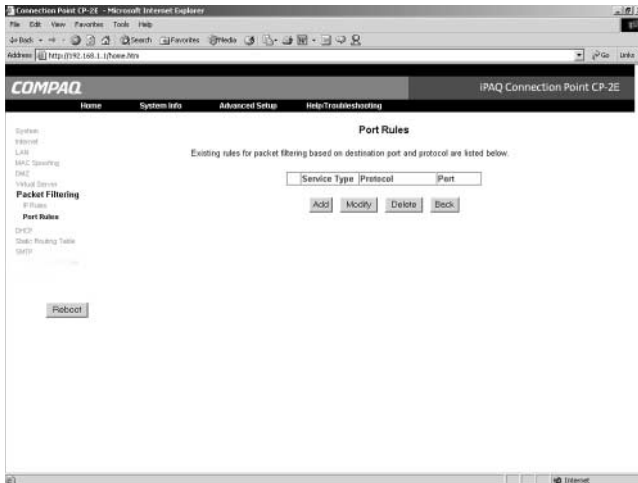 Connection Point CP-2E - Microsoft Internet Explorer
File Edit View Favorites Tools Help
Back Search Favorites Media
Address http://192.168.1.1/home.htm Go Links
COMPAQ iPAQ Connection Point CP-2E
Home System Info Advanced Setup Help/Troubleshooting
System
Internet
LAN
MAC Spoofing
DMZ
Virtual Server
Packet Filtering
IP Rules
Port Rules
DHCP
Static Routing Table
SMTP
Reboot
Port Rules
Existing rules for packet filtering based on destination port and protocol are listed below.
Service Type Protocol Port
Add Modify Delete Back
Internet